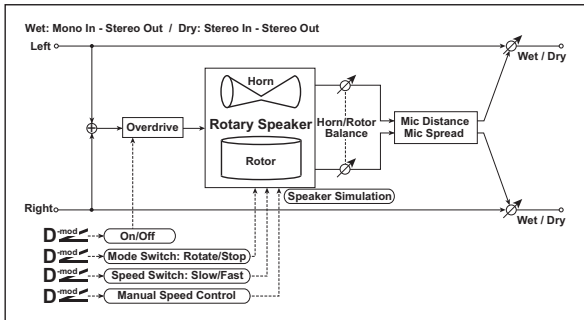 Wet: Mono In - Stereo Out / Dry: Stereo In - Stereo Out
Left
Wet / Dry
Horn
Rotary Speaker
Rotor
Overdrive
Horn/Rotor
Balance
Mic Distance
Mic Spread
Speaker Simulation
Right
Wet / Dry
D-mod
On/Off
D-mod
Mode Switch: Rotate/Stop
D-mod
Speed Switch: Slow/Fast
D-mod
Manual Speed Control